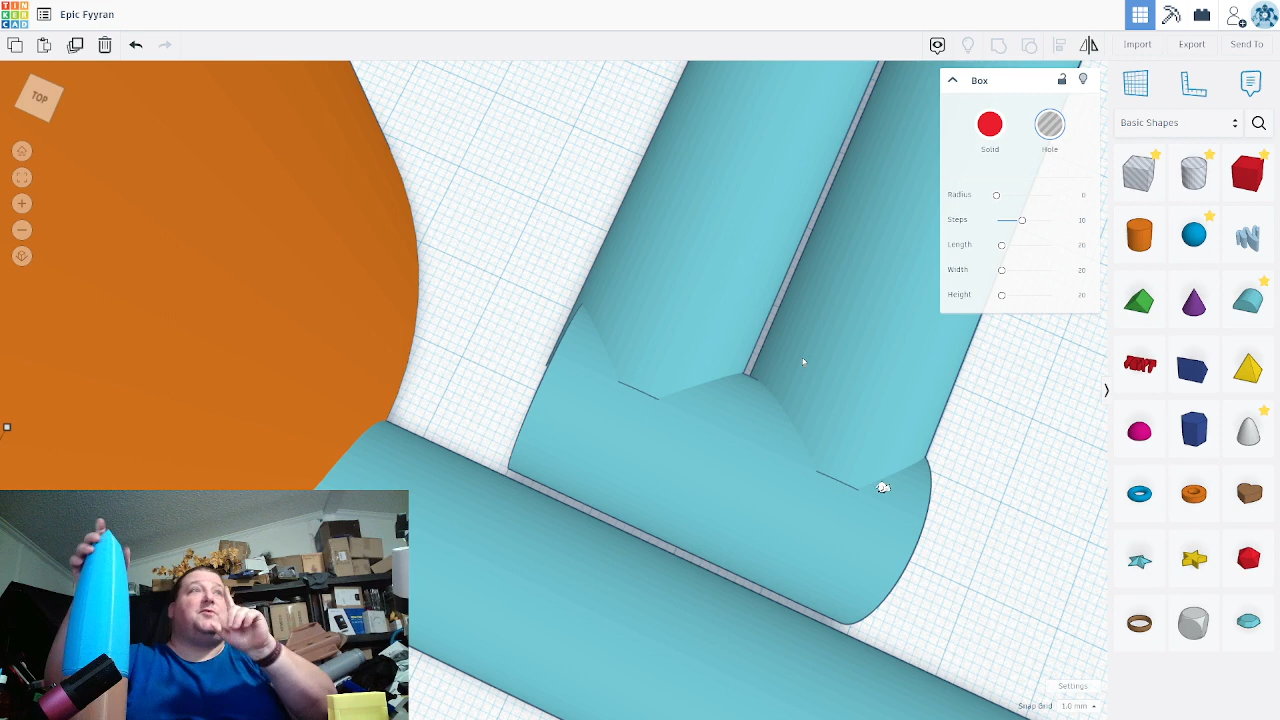 TIN
KER
CAD
Epic Fyyran
Import
Export
Send To
TOP
Box
Solid
Hole
Radius 0
Steps 10
Length 20
Width 20
Height 20
Basic Shapes
TEXT
Settings
Snap Grid 1.0 mm